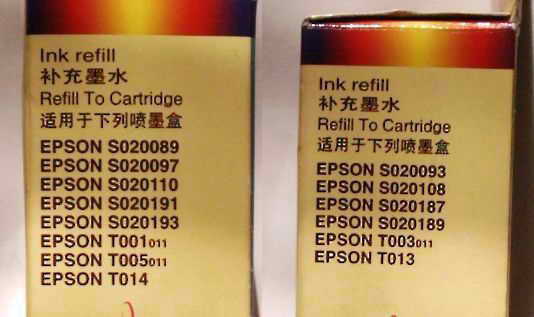 Ink refill
补充墨水
Refill To Cartridge
适用于下列喷墨盒
EPSON S020089
EPSON S020097
EPSON S020110
EPSON S020191
EPSON S020193
EPSON T001011
EPSON T005011
EPSON T014
Ink refill
补充墨水
Refill To Cartridge
适用于下列喷墨盒
EPSON S020093
EPSON S020108
EPSON S020187
EPSON S020189
EPSON T003011
EPSON T013